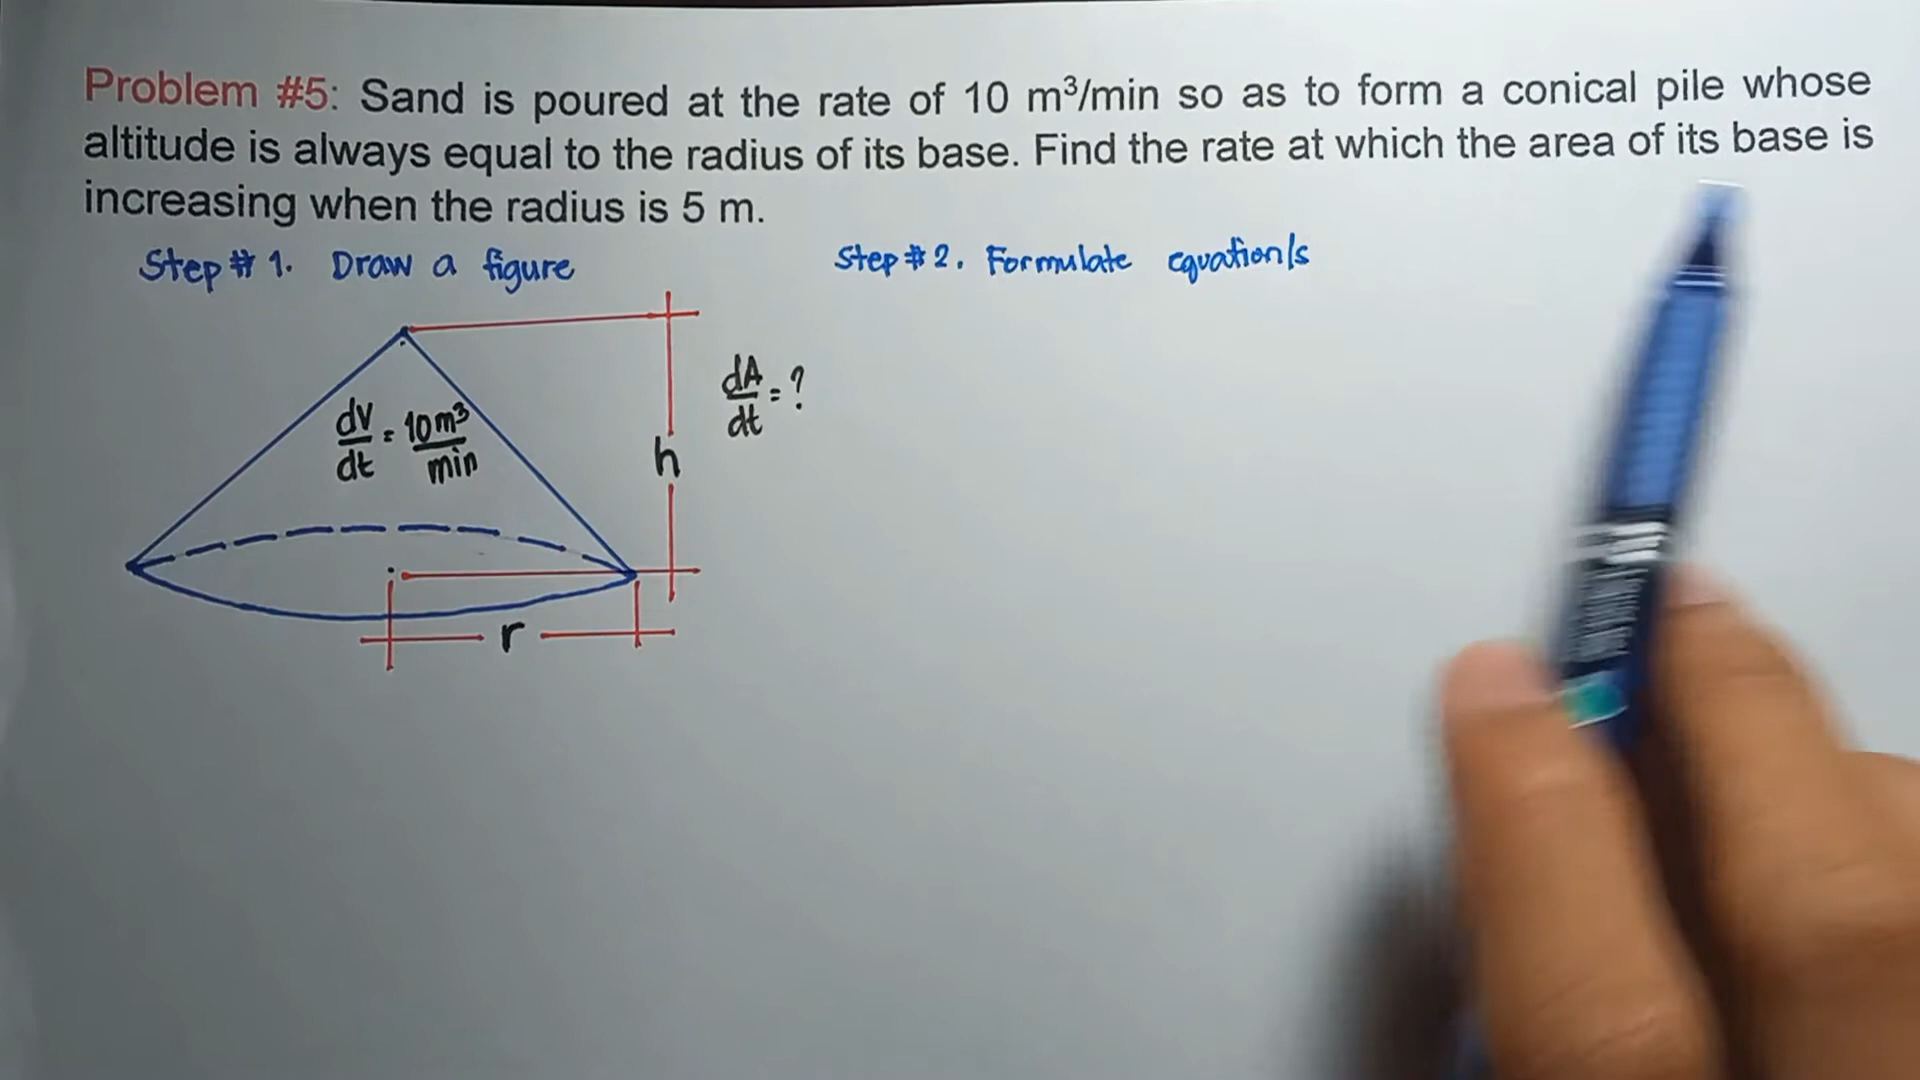 Problem #5: Sand is poured at the rate of 10 m³/min so as to form a conical pile whose
altitude is always equal to the radius of its base. Find the rate at which the area of its base is
increasing when the radius is 5 m.
Step # 1. Draw a figure
Step # 2. Formulate equation/s
dV/dt = 10m³/min
dA/dt = ?
h
r